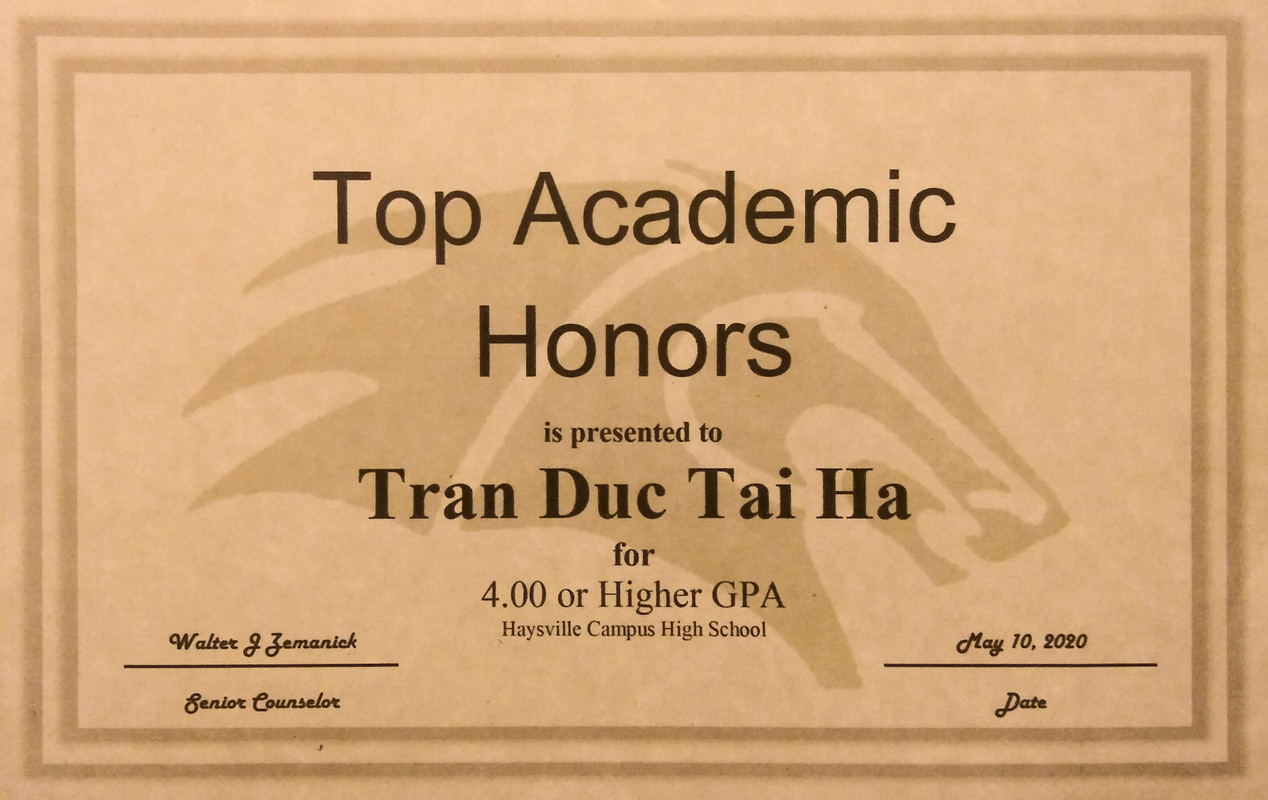 Top Academic
Honors
is presented to
Tran Duc Tai Ha
for
4.00 or Higher GPA
Haysville Campus High School
Walter J Zemanick
May 10, 2020
Senior Counselor
Date